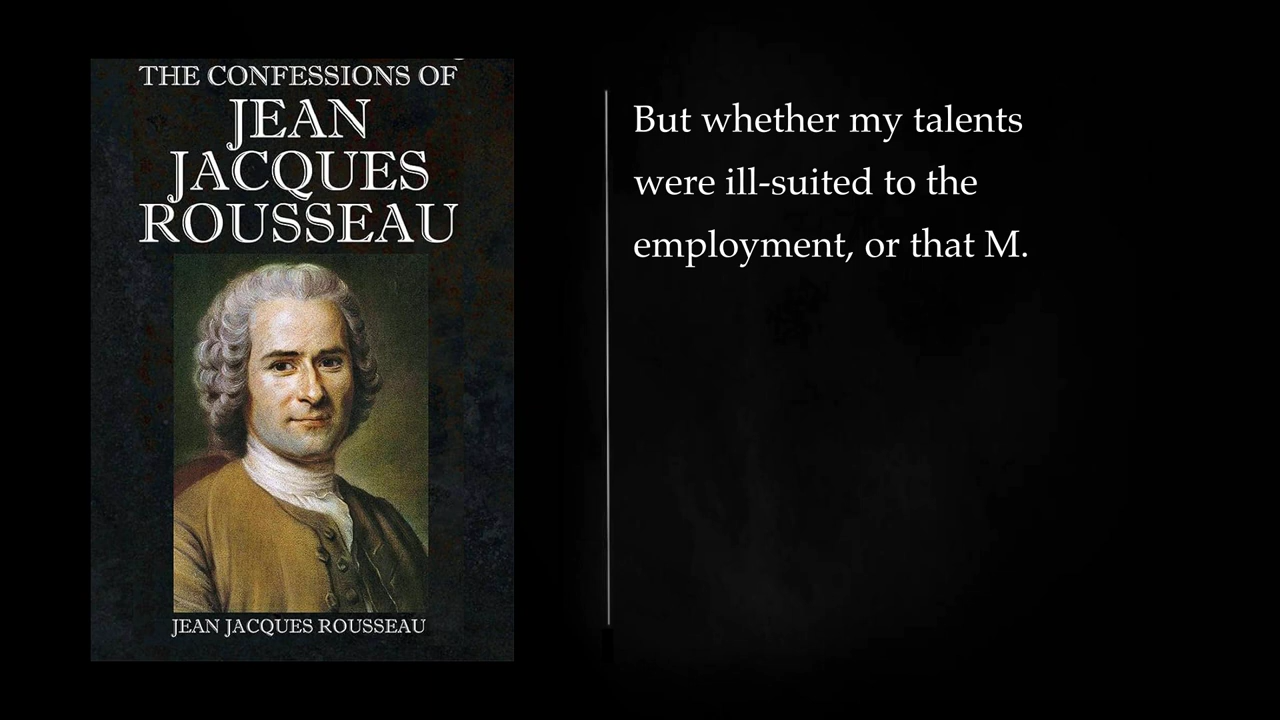 THE CONFESSIONS OF
JEAN
JACQUES
ROUSSEAU
JEAN JACQUES ROUSSEAU
But whether my talents
were ill-suited to the
employment, or that M.